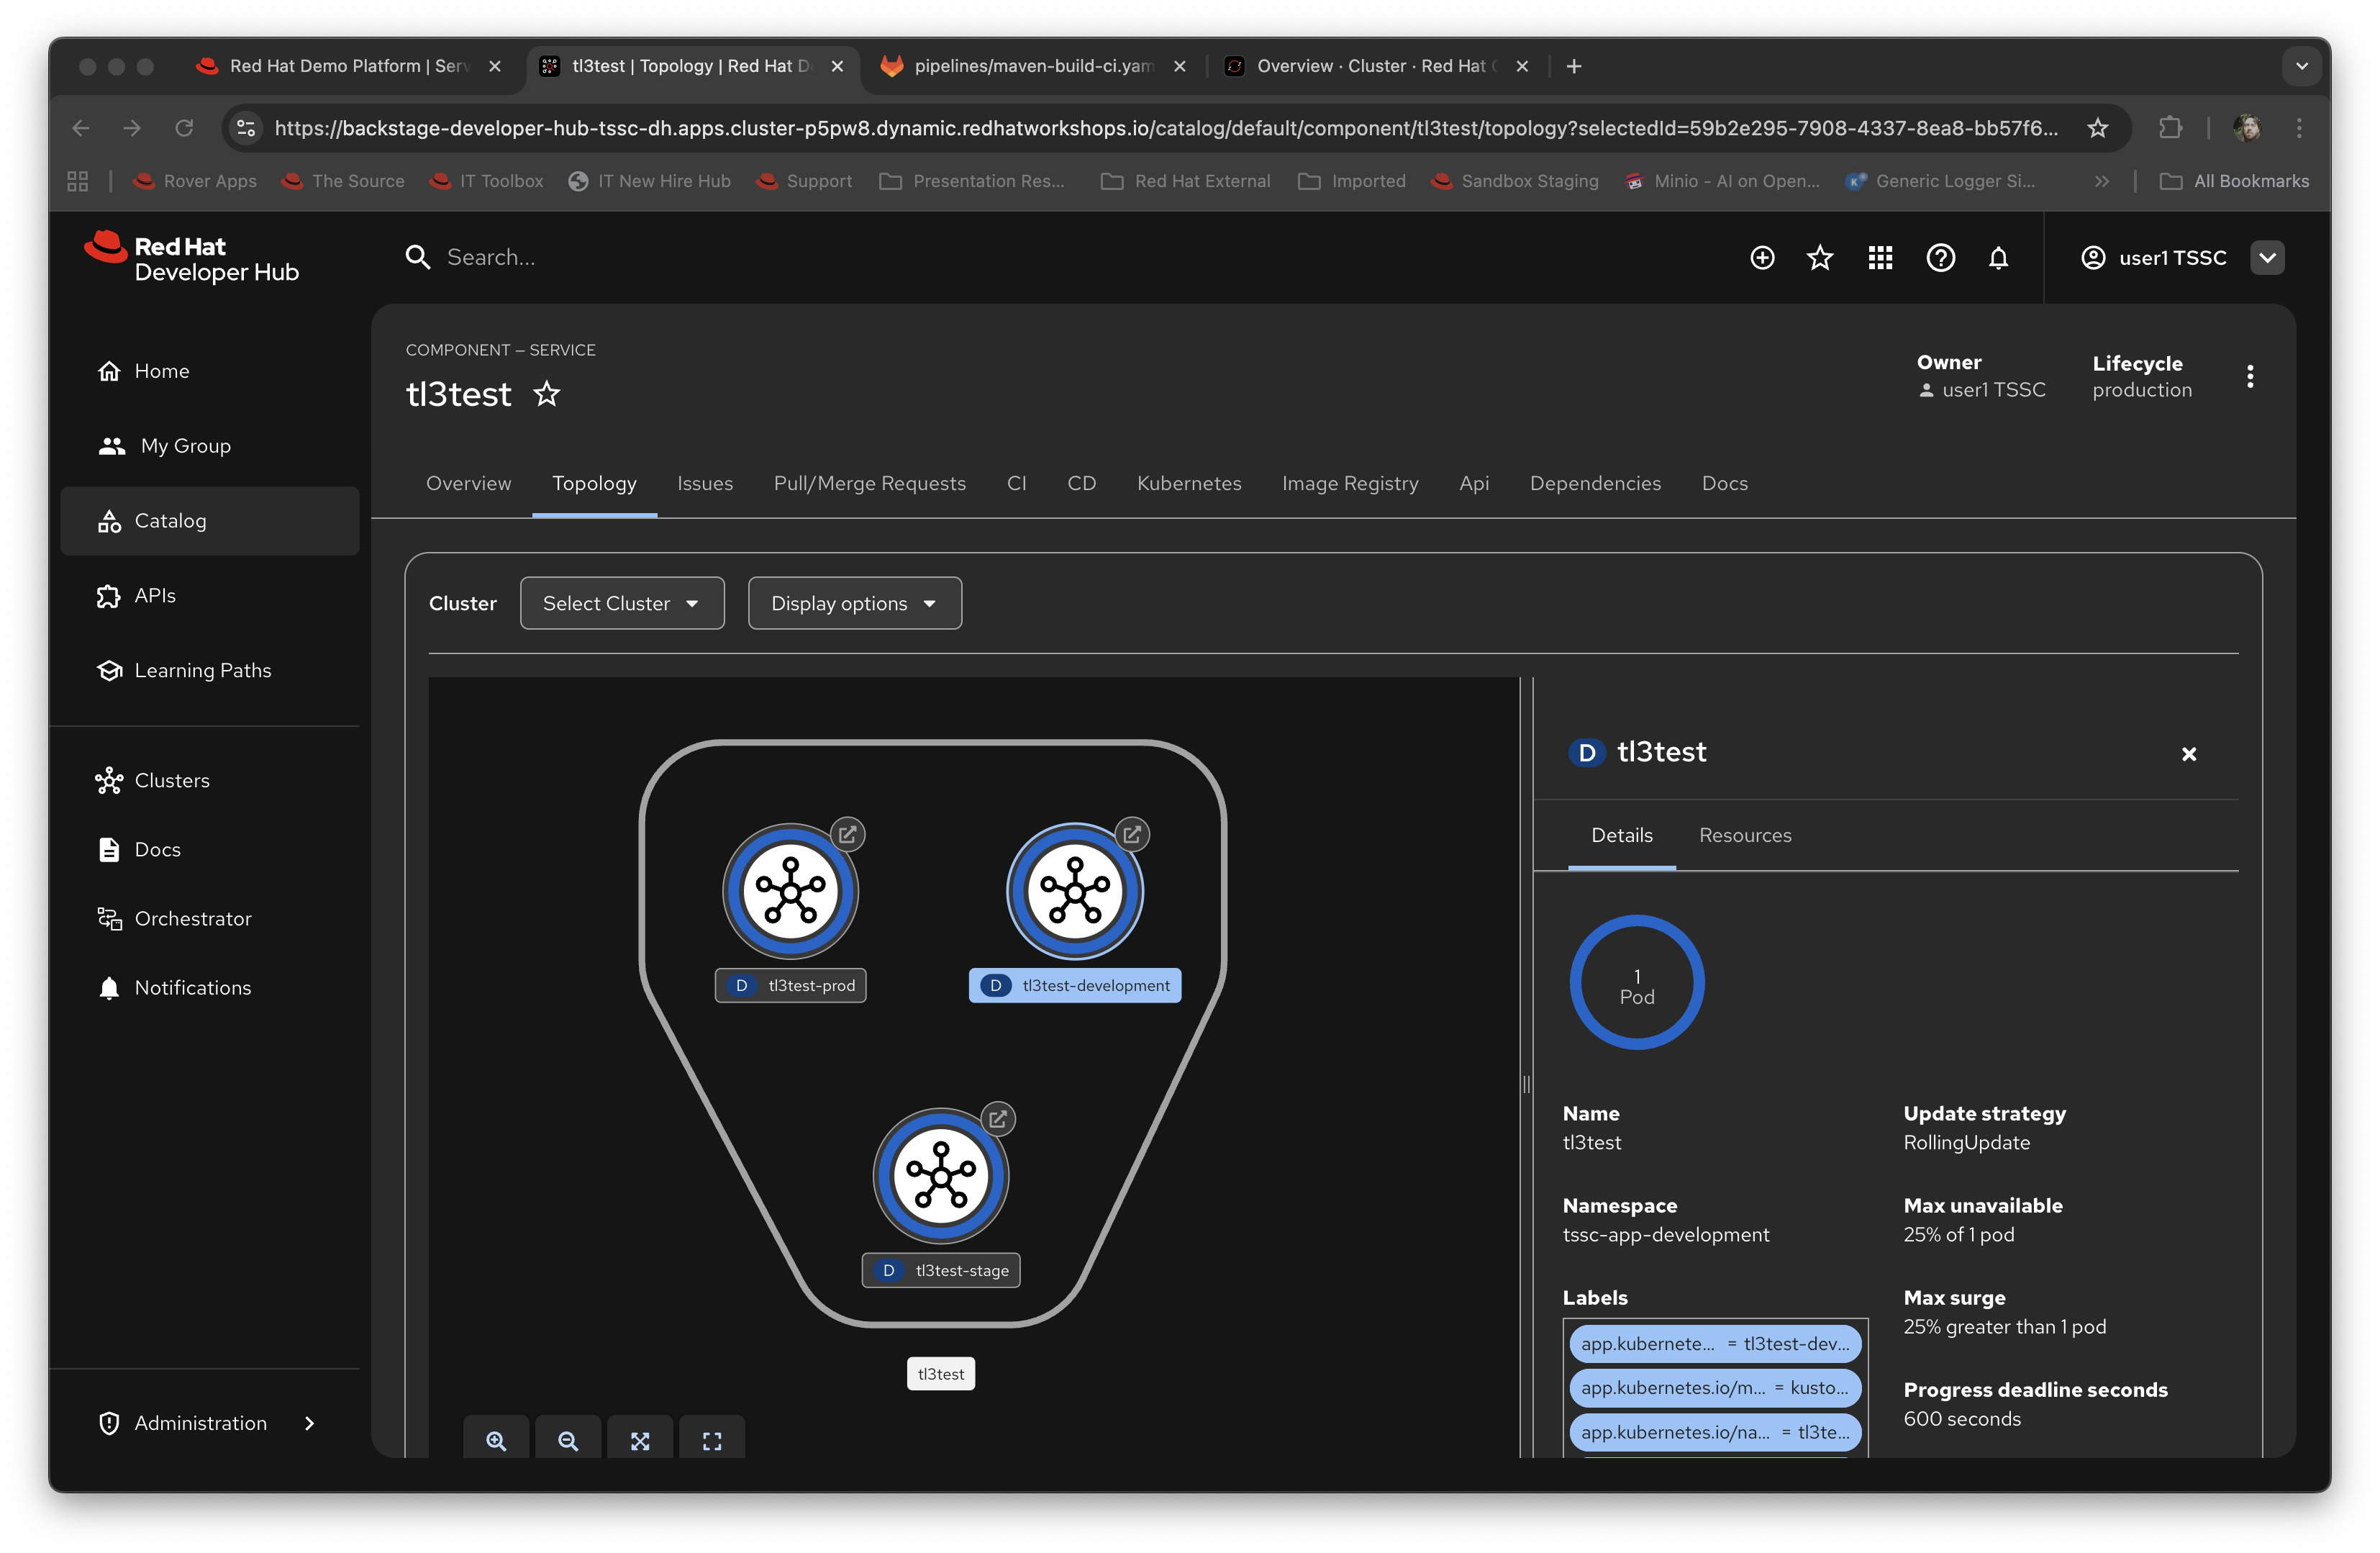 Red Hat Demo Platform | Serv
tl3test | Topology | Red Hat D
pipelines/maven-build-ci.yam
Overview · Cluster · Red Hat
https://backstage-developer-hub-tssc-dh.apps.cluster-p5pw8.dynamic.redhatworkshops.io/catalog/default/component/tl3test/topology?selectedId=59b2e295-7908-4337-8ea8-bb57f6...
Rover Apps
The Source
IT Toolbox
IT New Hire Hub
Support
Presentation Res...
Red Hat External
Imported
Sandbox Staging
Minio - AI on Open...
Generic Logger Si...
All Bookmarks
Red Hat
Developer Hub
Search...
user1 TSSC
Home
My Group
Catalog
APIs
Learning Paths
Clusters
Docs
Orchestrator
Notifications
Administration
COMPONENT — SERVICE
tl3test
Owner
user1 TSSC
Lifecycle
production
Overview
Topology
Issues
Pull/Merge Requests
CI
CD
Kubernetes
Image Registry
Api
Dependencies
Docs
Cluster
Select Cluster
Display options
D tl3test-prod
D tl3test-development
D tl3test-stage
tl3test
D tl3test
Details
Resources
1
Pod
Name
tl3test
Namespace
tssc-app-development
Labels
app.kubernete... = tl3test-dev...
app.kubernetes.io/m... = kusto...
app.kubernetes.io/na... = tl3te...
Update strategy
RollingUpdate
Max unavailable
25% of 1 pod
Max surge
25% greater than 1 pod
Progress deadline seconds
600 seconds